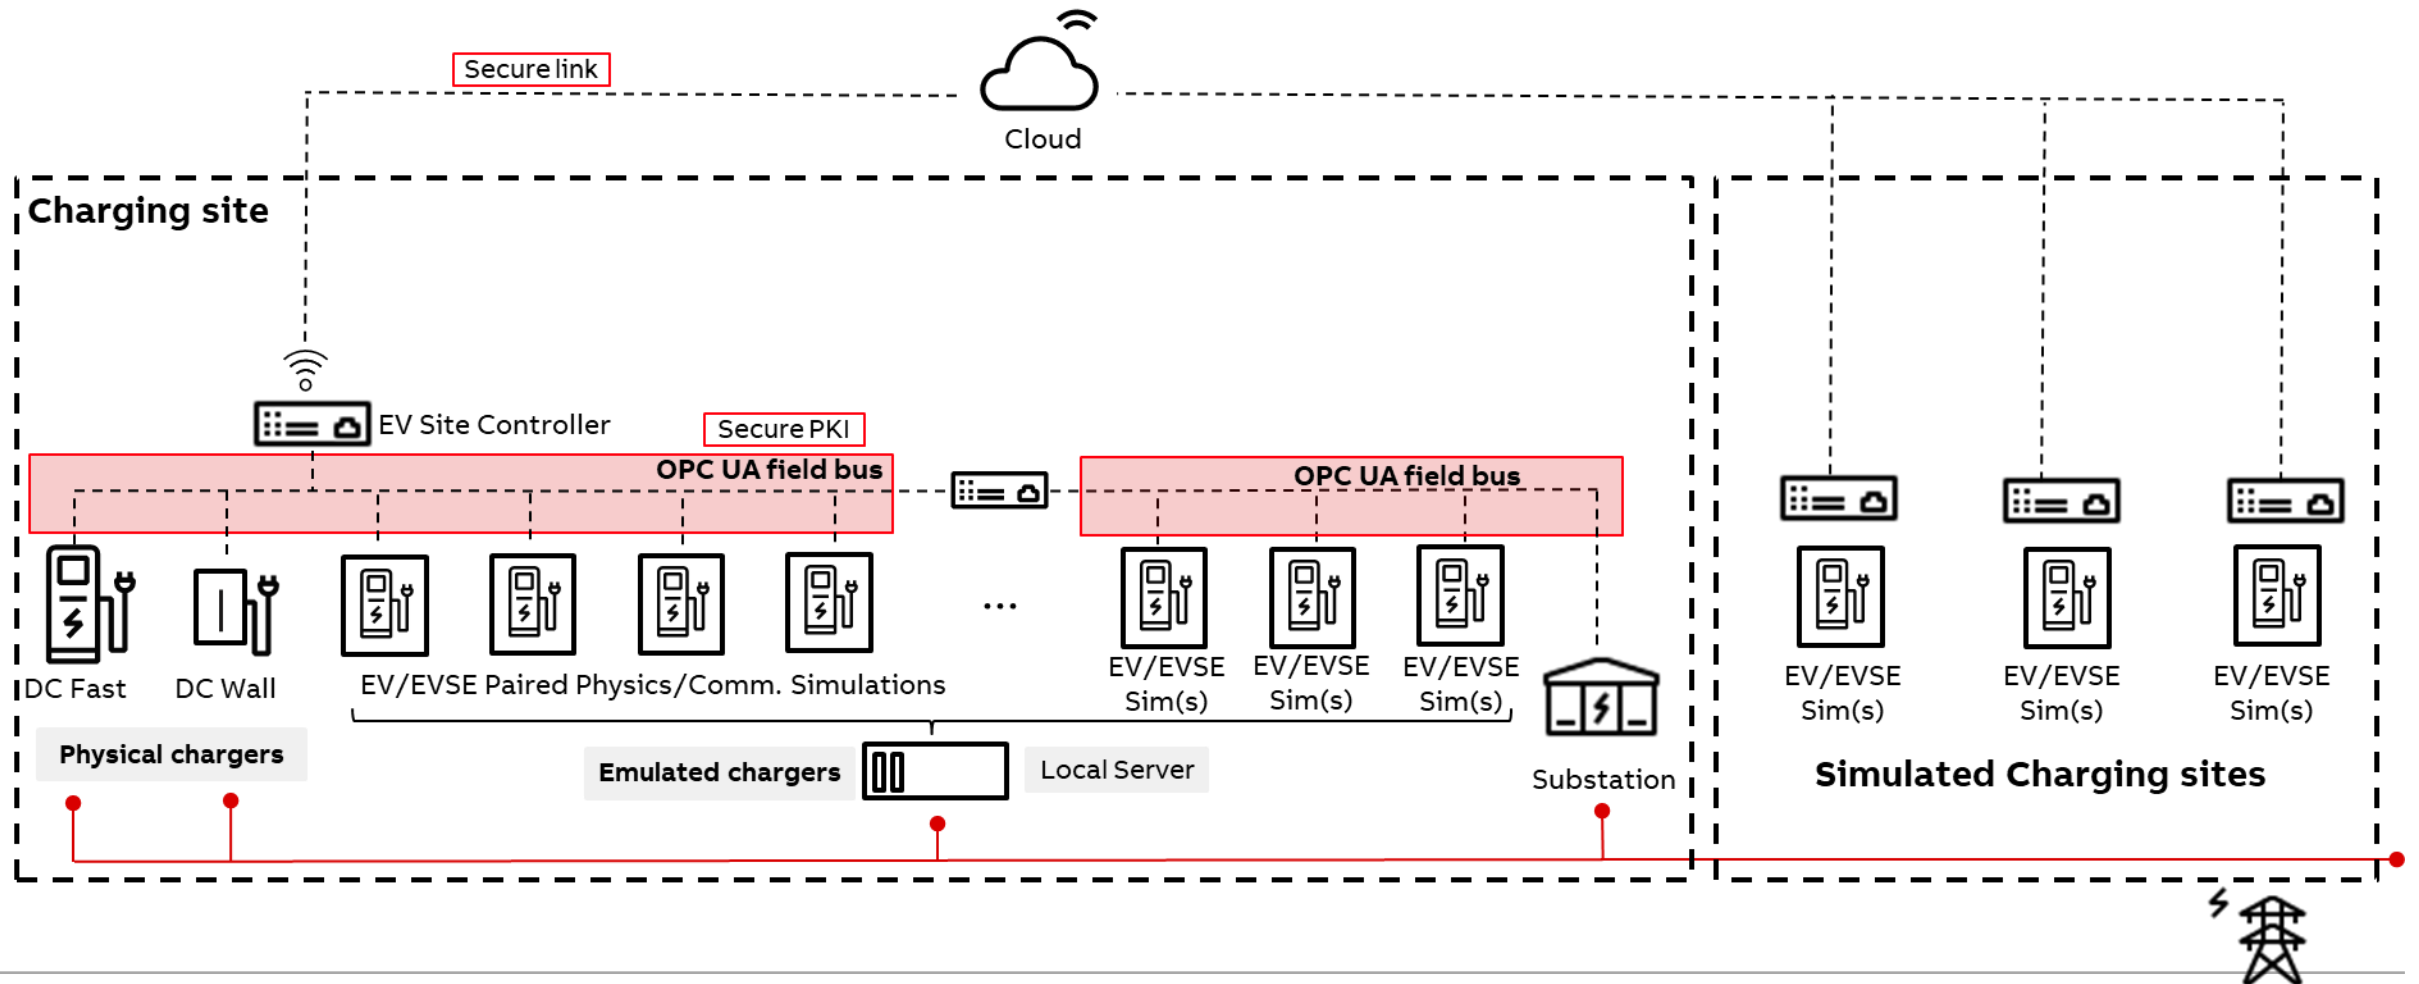 Secure link
Cloud
Charging site
EV Site Controller
Secure PKI
OPC UA field bus
OPC UA field bus
...
DC Fast
DC Wall
EV/EVSE Paired Physics/Comm. Simulations
EV/EVSE
Sim(s)
EV/EVSE
Sim(s)
EV/EVSE
Sim(s)
EV/EVSE
Sim(s)
EV/EVSE
Sim(s)
EV/EVSE
Sim(s)
Physical chargers
Emulated chargers
Local Server
Substation
Simulated Charging sites